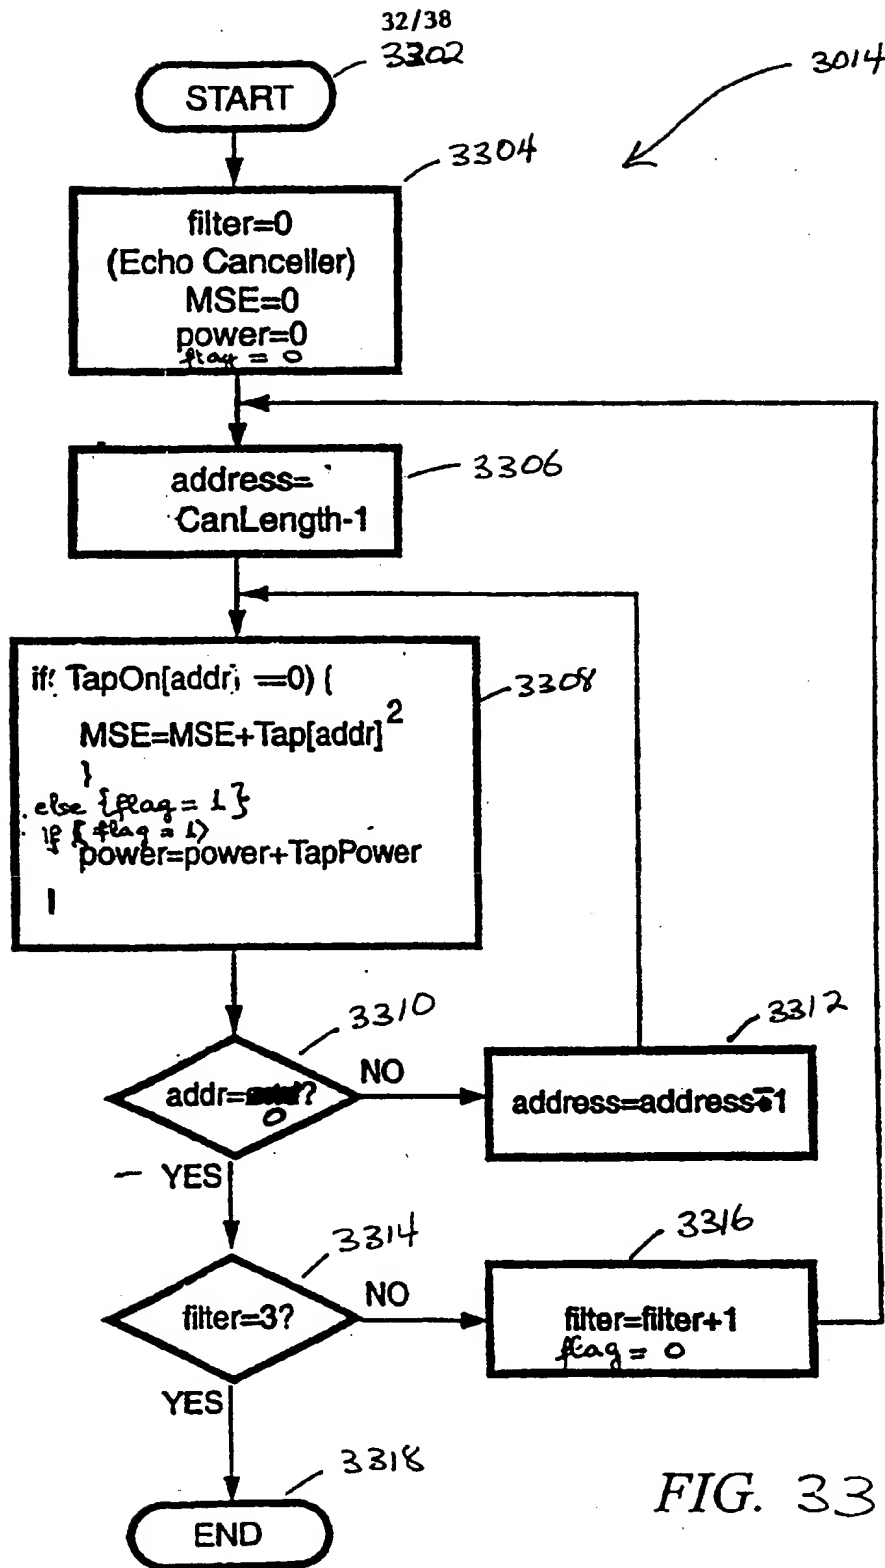 32/38
3302
START
3014
3304
filter=0
(Echo Canceller)
MSE=0
power=0
flag = 0
3306
address=
CanLength-1
if TapOn[addr] ==0) {
3308
MSE=MSE+Tap[addr]2
}
else {flag = 1}
if { flag = 1)
power=power+TapPower
3310
addr=
?
0
NO
3312
address=address-1
YES
3314
filter=3?
NO
3316
filter=filter+1
flag = 0
YES
3318
END
FIG. 33